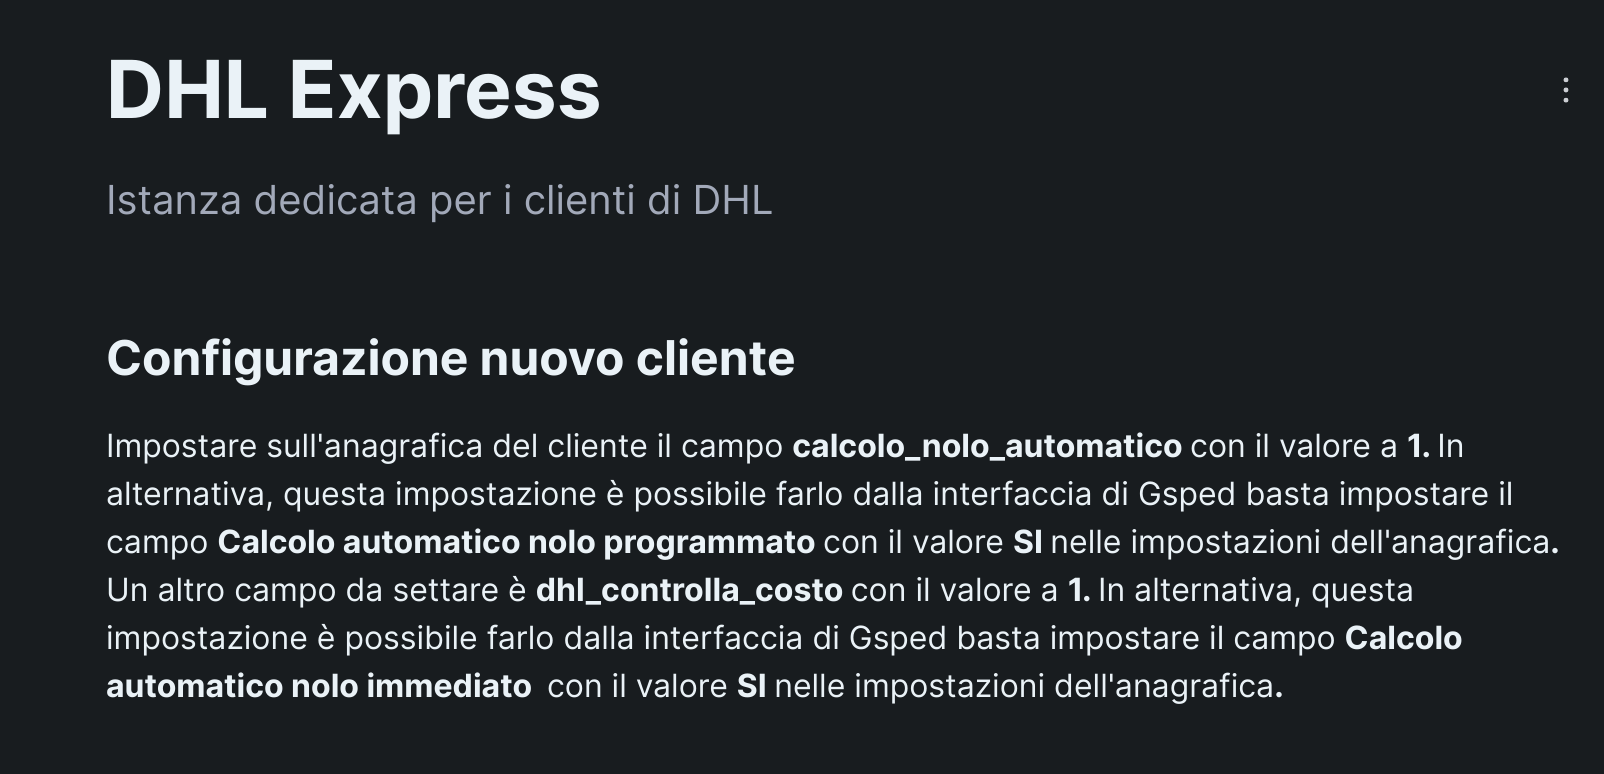 DHL Express
Istanza dedicata per i clienti di DHL
Configurazione nuovo cliente
Impostare sull'anagrafica del cliente il campo calcolo_nolo_automatico con il valore a 1. In
alternativa, questa impostazione è possibile farlo dalla interfaccia di Gsped basta impostare il
campo Calcolo automatico nolo programmato con il valore SI nelle impostazioni dell'anagrafica.
Un altro campo da settare è dhl_controlla_costo con il valore a 1. In alternativa, questa
impostazione è possibile farlo dalla interfaccia di Gsped basta impostare il campo Calcolo
automatico nolo immediato con il valore SI nelle impostazioni dell'anagrafica.